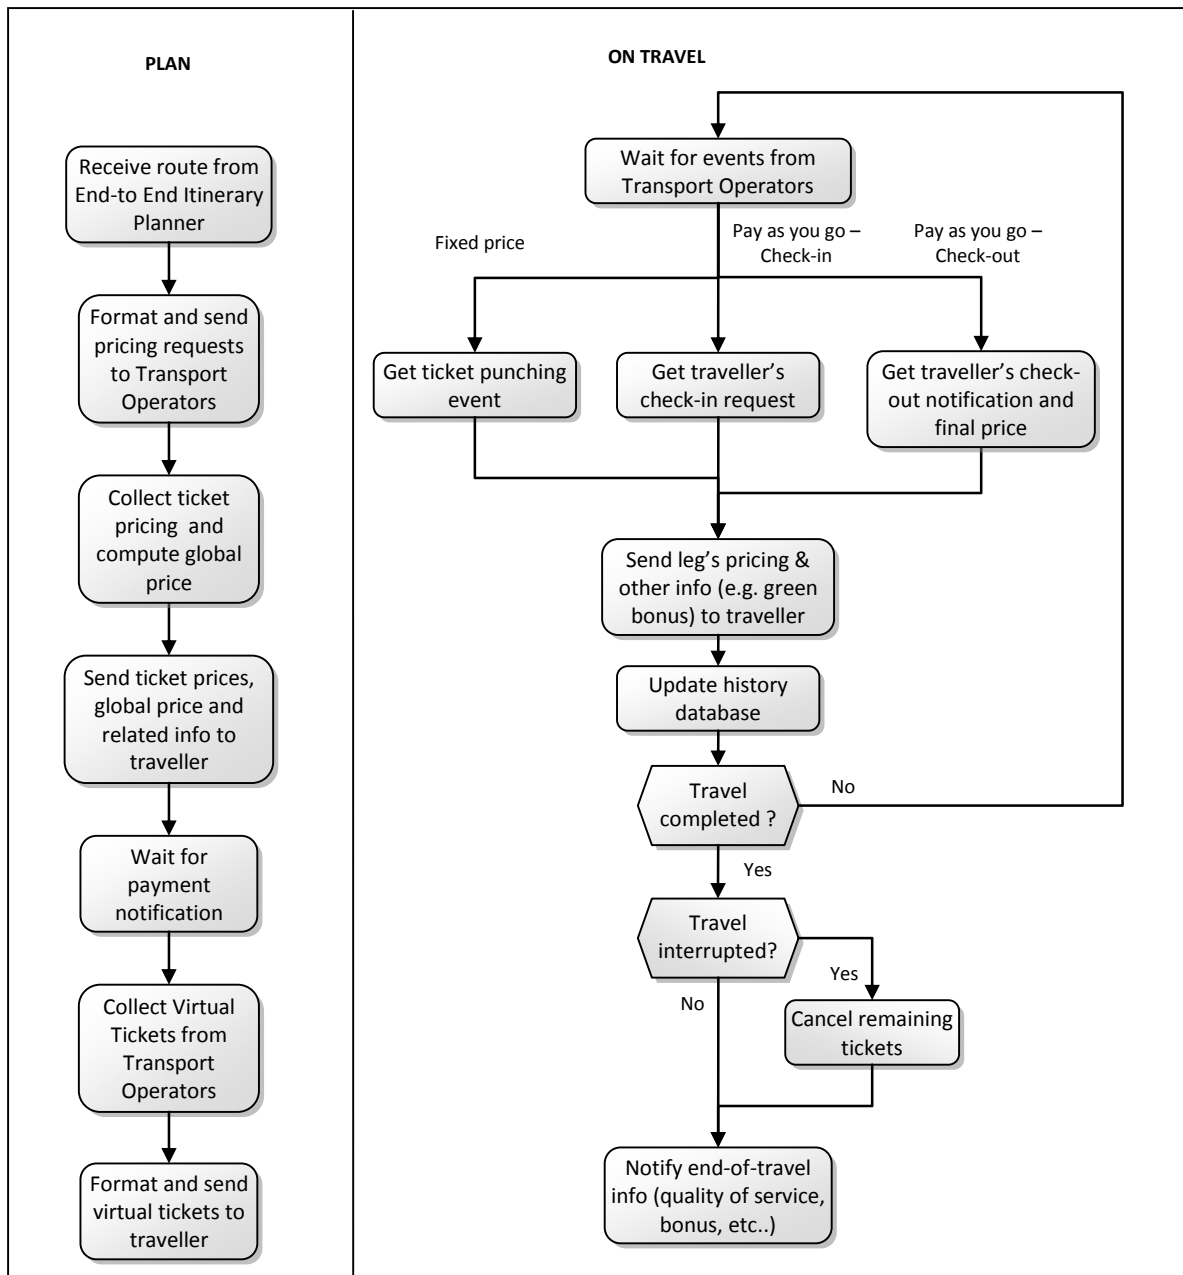 PLAN
Receive route from
End-to End Itinerary
Planner
Format and send
pricing requests
to Transport
Operators
Collect ticket
pricing and
compute global
price
Send ticket prices,
global price and
related info to
traveller
Wait for
payment
notification
Collect Virtual
Tickets from
Transport
Operators
Format and send
virtual tickets to
traveller
ON TRAVEL
Wait for events from
Transport Operators
Fixed price
Pay as you go –
Check-in
Pay as you go –
Check-out
Get ticket punching
event
Get traveller’s
check-in request
Get traveller’s check-
out notification and
final price
Send leg’s pricing &
other info (e.g. green
bonus) to traveller
Update history
database
Travel
completed ?
No
Yes
Travel
interrupted?
Yes
No
Cancel remaining
tickets
Notify end-of-travel
info (quality of service,
bonus, etc..)